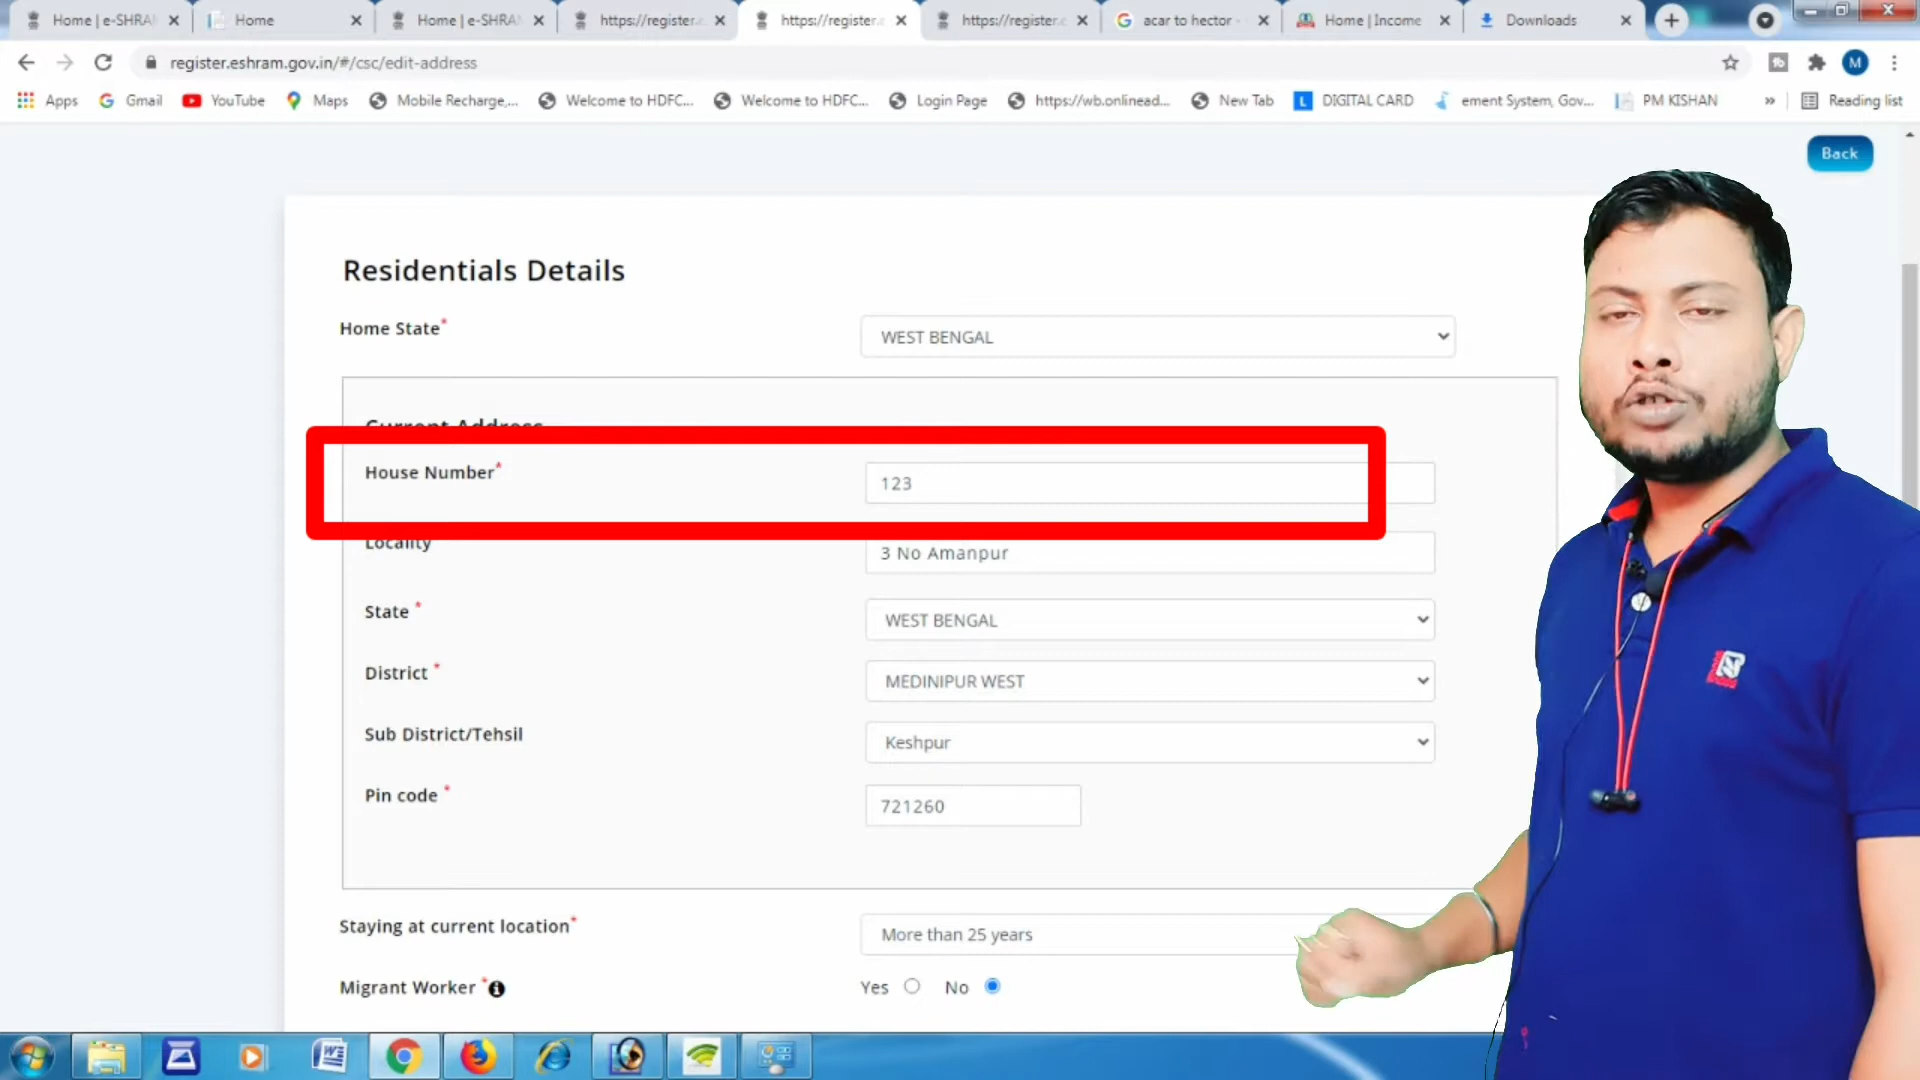 Home | e-SHRA
Home
Home | e-SHRA
https://register.e
https://register.e
https://register.e
acar to hector -
Home | Income
Downloads
register.eshram.gov.in/#/csc/edit-address
M
Apps
Gmail
YouTube
Maps
Mobile Recharge,...
Welcome to HDFC...
Welcome to HDFC...
Login Page
https://wb.onlinead...
New Tab
L
DIGITAL CARD
ement System, Gov...
PM KISHAN
»
Reading list
Back
Residentials Details
Home State*
WEST BENGAL
Current Address
House Number*
123
Locality
3 No Amanpur
State *
WEST BENGAL
District *
MEDINIPUR WEST
Sub District/Tehsil
Keshpur
Pin code *
721260
Staying at current location*
More than 25 years
Migrant Worker *
Yes
No